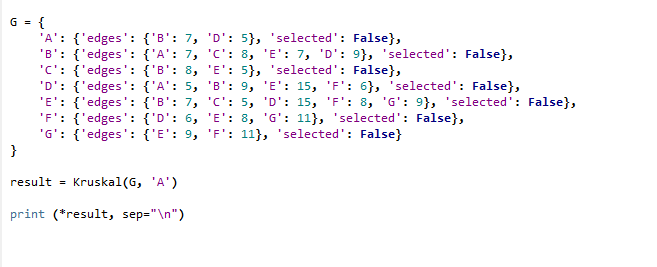 G = {
    'A': {'edges': {'B': 7, 'D': 5}, 'selected': False},
    'B': {'edges': {'A': 7, 'C': 8, 'E': 7, 'D': 9}, 'selected': False},
    'C': {'edges': {'B': 8, 'E': 5}, 'selected': False},
    'D': {'edges': {'A': 5, 'B': 9, 'E': 15, 'F': 6}, 'selected': False},
    'E': {'edges': {'B': 7, 'C': 5, 'D': 15, 'F': 8, 'G': 9}, 'selected': False},
    'F': {'edges': {'D': 6, 'E': 8, 'G': 11}, 'selected': False},
    'G': {'edges': {'E': 9, 'F': 11}, 'selected': False}
}
result = Kruskal(G, 'A')
print (*result, sep="\n")